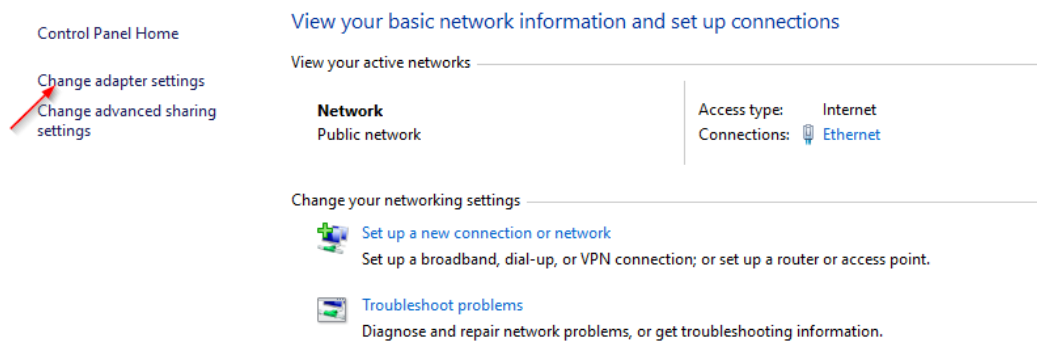 Control Panel Home
Change adapter settings
Change advanced sharing
settings
View your basic network information and set up connections
View your active networks
Network
Public network
Access type: Internet
Connections: Ethernet
Change your networking settings
Set up a new connection or network
Set up a broadband, dial-up, or VPN connection; or set up a router or access point.
Troubleshoot problems
Diagnose and repair network problems, or get troubleshooting information.